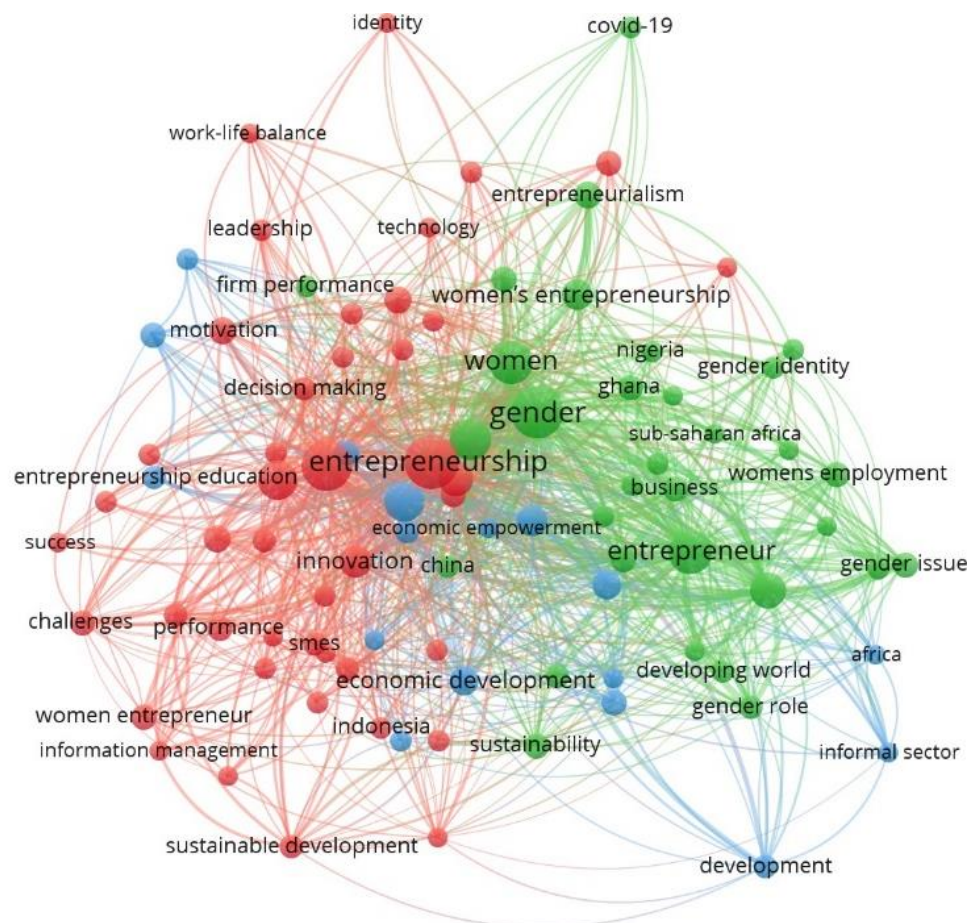 identity
covid-19
work-life balance
entrepreneurialism
leadership
technology
firm performance
women's entrepreneurship
motivation
women
nigeria
gender identity
decision making
ghana
gender
sub-saharan africa
entrepreneurship
entrepreneurship education
womens employment
business
economic empowerment
success
innovation
china
entrepreneur
gender issue
challenges
performance
smes
africa
economic development
developing world
gender role
women entrepreneur
indonesia
information management
sustainability
informal sector
sustainable development
development